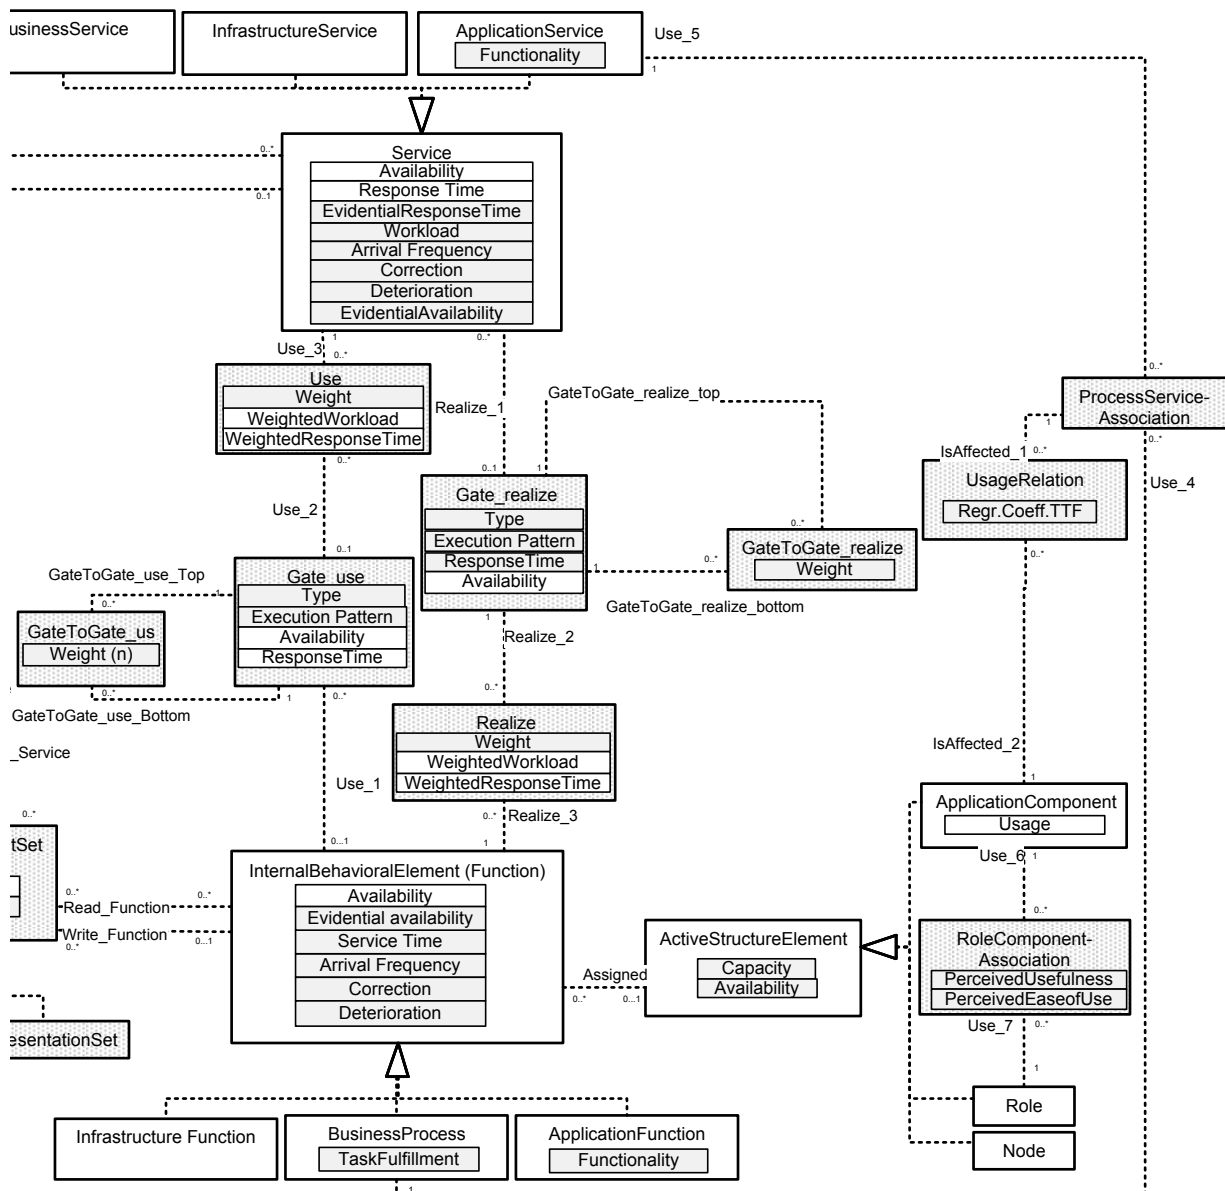 usinessService
InfrastructureService
ApplicationService
Functionality
Use_5
1
Service
Availability
Response Time
EvidentialResponseTime
Workload
Arrival Frequency
Correction
Deterioration
EvidentialAvailability
0..*
0..1
1
0..*
Use_3
0..*
Use
Weight
WeightedWorkload
WeightedResponseTime
0..*
Realize_1
0..1
1
GateToGate_realize_top
0..*
ProcessService-
Association
0..*
1
IsAffected_1
0..*
UsageRelation
Regr.Coeff.TTF
0..*
Use_4
Use_2
0..1
Gate_realize
Type
Execution Pattern
ResponseTime
Availability
1
0..*
0..*
GateToGate_realize
Weight
GateToGate_realize_bottom
GateToGate_use_Top
1
0..*
Gate_use
Type
Execution Pattern
Availability
ResponseTime
GateToGate_us
Weight (n)
0..*
1
0..*
GateToGate_use_Bottom
_Service
1
Realize_2
0..*
Realize
Weight
WeightedWorkload
WeightedResponseTime
Use_1
0..*
Realize_3
0...1
1
IsAffected_2
1
ApplicationComponent
Usage
Use_6
1
0..*
RoleComponent-
Association
PerceivedUsefulness
PerceivedEaseofUse
Use_7
0..*
1
Role
Node
0..*
tSet
0..*
0..*
Read_Function
Write_Function
0..*
0...1
InternalBehavioralElement (Function)
Availability
Evidential availability
Service Time
Arrival Frequency
Correction
Deterioration
Assigned
0..*
0...1
ActiveStructureElement
Capacity
Availability
esentationSet
Infrastructure Function
BusinessProcess
TaskFulfillment
1
ApplicationFunction
Functionality